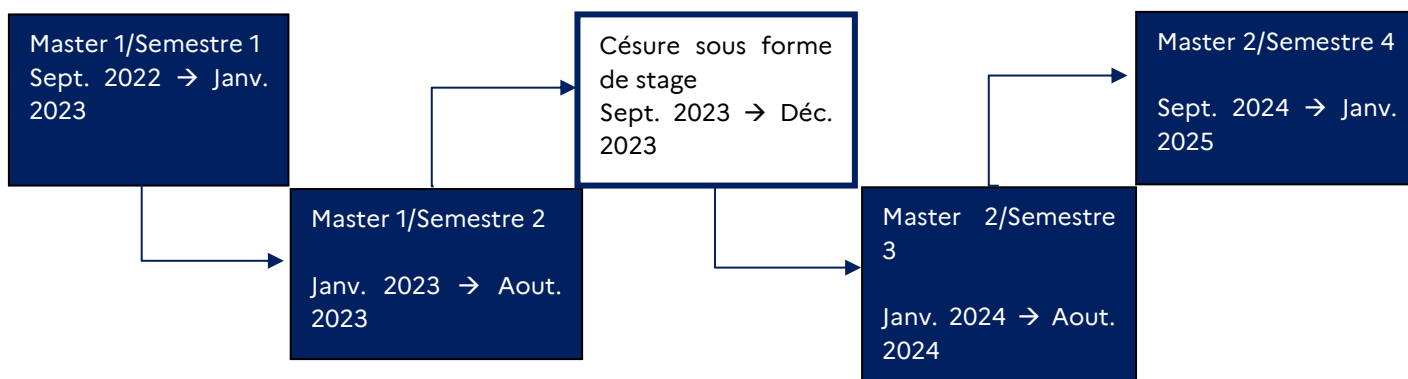 Master 1/Semestre 1
Sept. 2022 → Janv.
2023
Master 1/Semestre 2
Janv. 2023 → Aout.
2023
Césure sous forme
de stage
Sept. 2023 → Déc.
2023
Master 2/Semestre
3
Janv. 2024 → Aout.
2024
Master 2/Semestre 4
Sept. 2024 → Janv.
2025